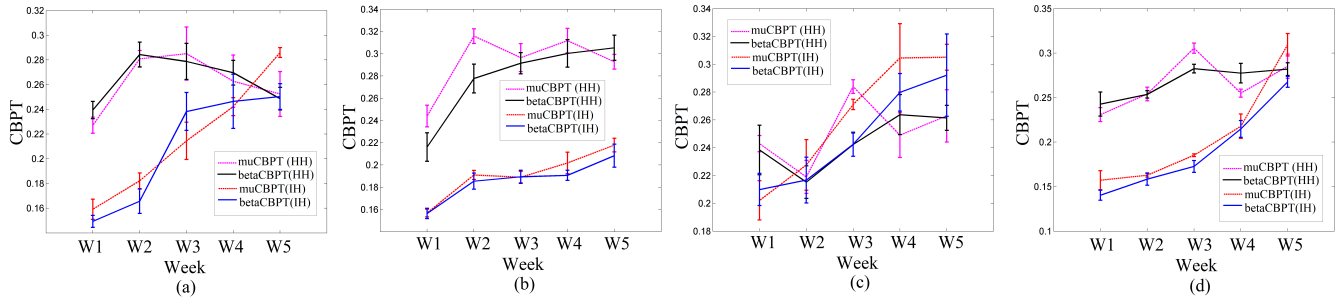 0.32
0.3
0.28
0.26
0.24
0.22
0.2
0.18
0.16
CBPT
muCBPT (HH)
betaCBPT(HH)
muCBPT(IH)
betaCBPT(IH)
W1 W2 W3 W4 W5
Week
(a)
0.34
0.32
0.3
0.28
0.26
0.24
0.22
0.2
0.18
0.16
0.14
CBPT
muCBPT (HH)
betaCBPT(HH)
muCBPT(IH)
betaCBPT(IH)
W1 W2 W3 W4 W5
Week
(b)
0.34
0.32
0.3
0.28
0.26
0.24
0.22
0.2
0.18
CBPT
muCBPT(HH)
betaCBPT(HH)
muCBPT(IH)
betaCBPT(IH)
W1 W2 W3 W4 W5
Week
(c)
0.35
0.3
0.25
0.2
0.15
0.1
CBPT
muCBPT (HH)
betaCBPT(HH)
muCBPT(IH)
betaCBPT(IH)
W1 W2 W3 W4 W5
Week
(d)